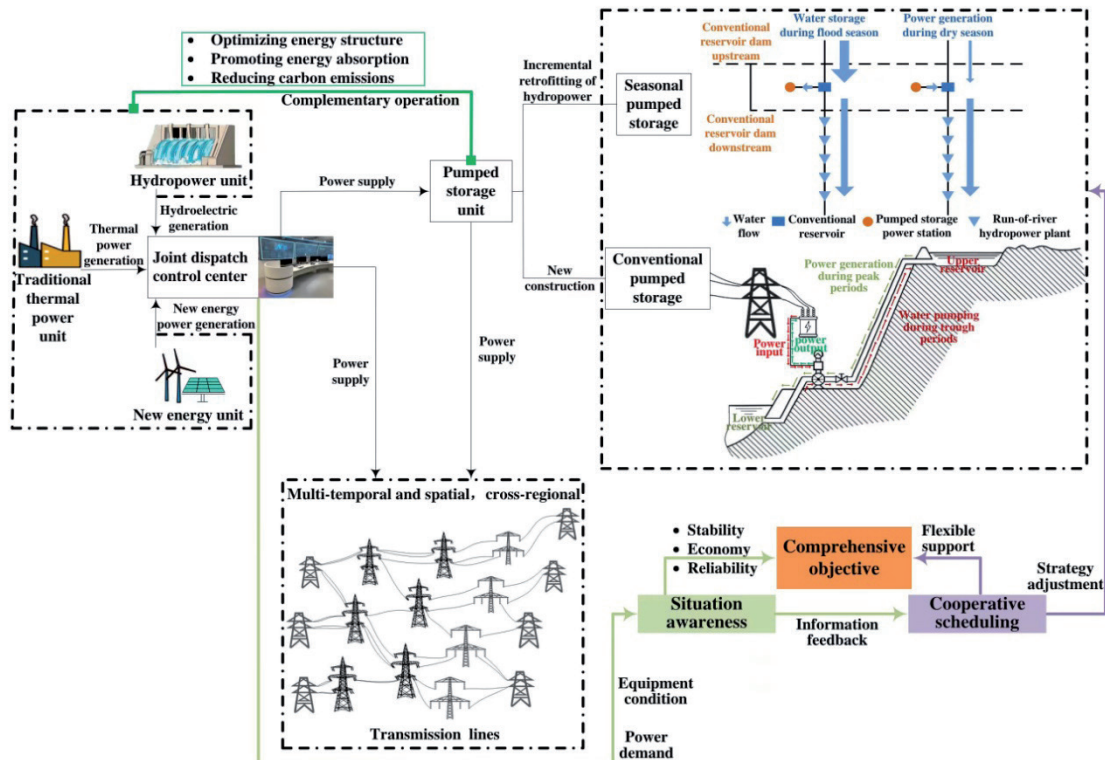 • Optimizing energy structure
• Promoting energy absorption
• Reducing carbon emissions
Complementary operation
Hydropower unit
Hydroelectric
generation
Thermal
power
generation
Traditional
thermal
power
unit
Joint dispatch
control center
New energy
power generation
New energy unit
Power supply
Pumped
storage
unit
Power
supply
Power
supply
Incremental
retrofitting of
hydropower
New
construction
Seasonal
pumped
storage
Conventional
pumped
storage
Conventional
reservoir dam
upstream
Water storage
during flood season
Power generation
during dry season
Conventional
reservoir dam
downstream
Water
flow
Conventional
reservoir
Pumped storage
power station
Run-of-river
hydropower plant
Power generation
during peak
periods
Upper
reservoir
Water pumping
during trough
periods
Power
input
power
output
Lower
reservoir
Multi-temporal and spatial，cross-regional
Transmission lines
• Stability
• Economy
• Reliability
Comprehensive
objective
Flexible
support
Strategy
adjustment
Situation
awareness
Information
feedback
Cooperative
scheduling
Equipment
condition
Power
demand